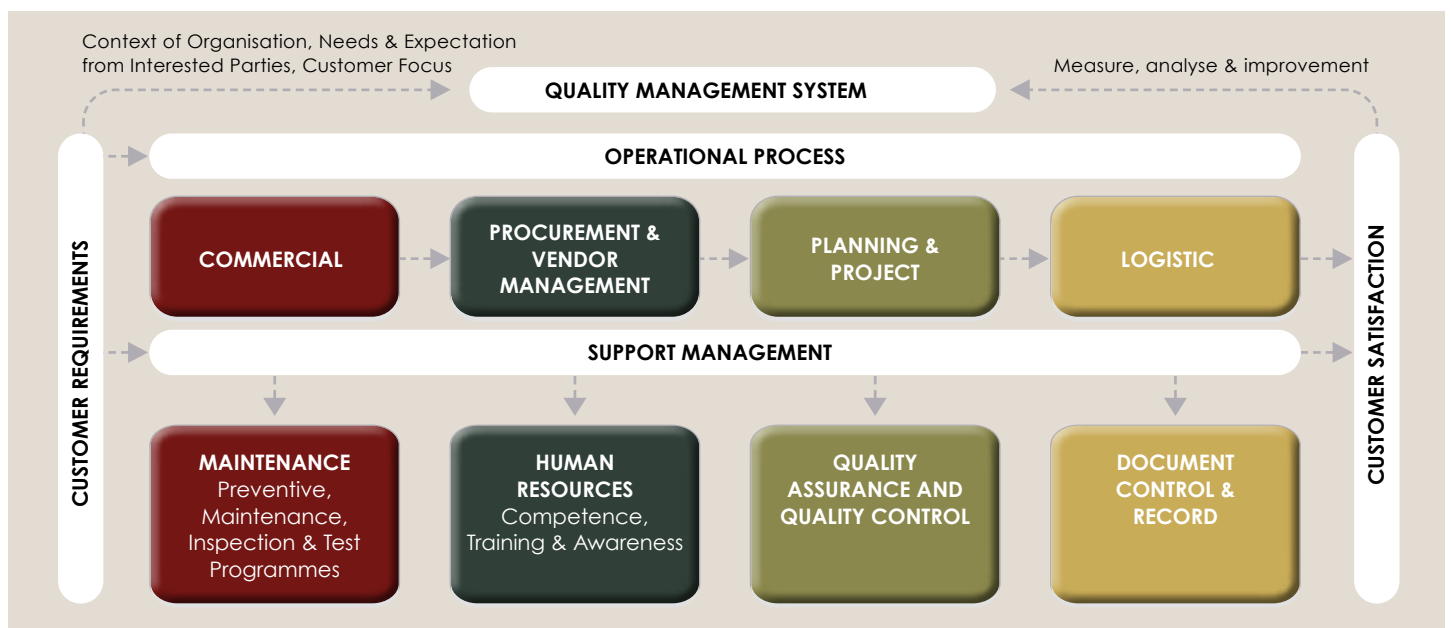 Context of Organisation, Needs & Expectation
from Interested Parties, Customer Focus
Measure, analyse & improvement
QUALITY MANAGEMENT SYSTEM
CUSTOMER REQUIREMENTS
OPERATIONAL PROCESS
COMMERCIAL
PROCUREMENT &
VENDOR
MANAGEMENT
PLANNING &
PROJECT
LOGISTIC
SUPPORT MANAGEMENT
MAINTENANCE
Preventive,
Maintenance,
Inspection & Test
Programmes
HUMAN
RESOURCES
Competence,
Training & Awareness
QUALITY
ASSURANCE AND
QUALITY CONTROL
DOCUMENT
CONTROL &
RECORD
CUSTOMER SATISFACTION